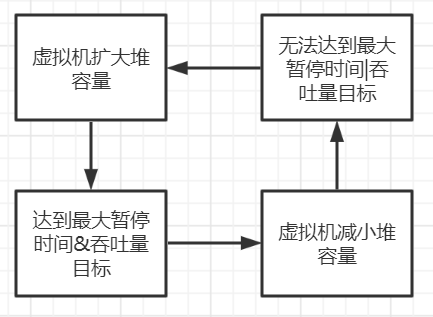 虚拟机扩大堆
容量
无法达到最大
暂停时间|吞
吐量目标
达到最大暂停
时间&吞吐量
目标
虚拟机减小堆
容量